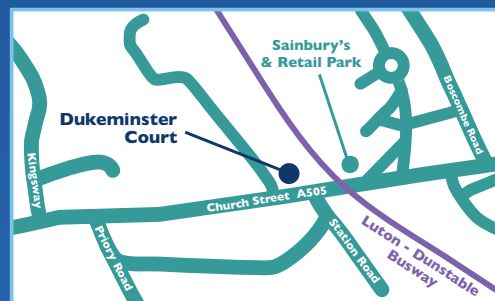 Sainbury's
& Retail Park
Dukeminster
Court
Boscombe Road
Kingsway
Church Street A505
Priory Road
Station Road
Luton - Dunstable
Busway